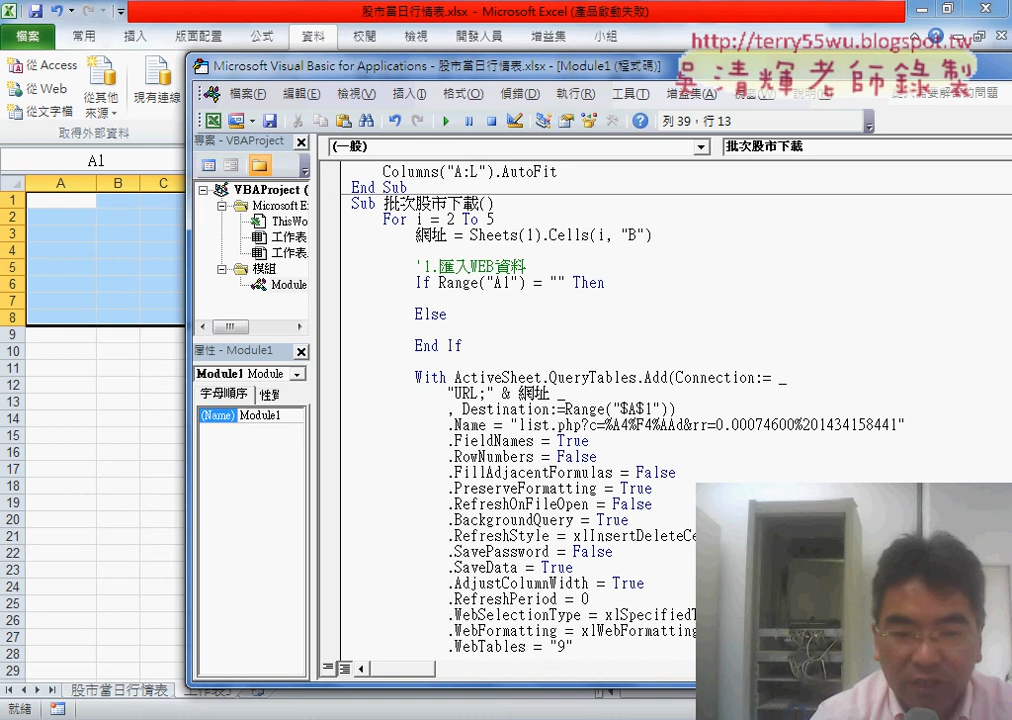 股市當日行情表.xlsx - Microsoft Excel (產品啟動失敗)
檔案 常用 插入 版面配置 公式 資料 校閱 檢視 開發人員 增益集 小組
http://terry55wu.blogspot.tw
吳清輝老師錄製
從 Access
從 Web
從文字檔
從其他
來源
現有連線
取得外部資料
A1
A B C
1
2
3
4
5
6
7
8
9
10
11
12
13
14
15
16
17
18
19
20
21
22
23
24
25
26
27
28
29
股市當日行情表
就緒
Microsoft Visual Basic for Applications - 股市當日行情表.xlsx - [Module1 (程式碼)]
檔案(F) 編輯(E) 檢視(V) 插入(I) 格式(O) 偵錯(D) 執行(R) 工具(T) 增益集(A)
列 39，行 13
專案 - VBAProject
VBAProject (
Microsoft E
ThisWo
工作表
工作表
模組
Module
屬性 - Module1
Module1 Module
字母順序 性質
(Name) Module1
(一般) 批次股市下載
Columns("A:L").AutoFit
End Sub
Sub 批次股市下載()
For i = 2 To 5
網址 = Sheets(1).Cells(i, "B")
'1.匯入WEB資料
If Range("A1") = "" Then
Else
End If
With ActiveSheet.QueryTables.Add(Connection:= _
"URL;" & 網址 _
, Destination:=Range("$A$1"))
.Name = "list.php?c=%A4%F4%AAd&rr=0.00074600%201434158441"
.FieldNames = True
.RowNumbers = False
.FillAdjacentFormulas = False
.PreserveFormatting = True
.RefreshOnFileOpen = False
.BackgroundQuery = True
.RefreshStyle = xlInsertDeleteCe
.SavePassword = False
.SaveData = True
.AdjustColumnWidth = True
.RefreshPeriod = 0
.WebSelectionType = xlSpecifiedT
.WebFormatting = xlWebFormatting
.WebTables = "9"